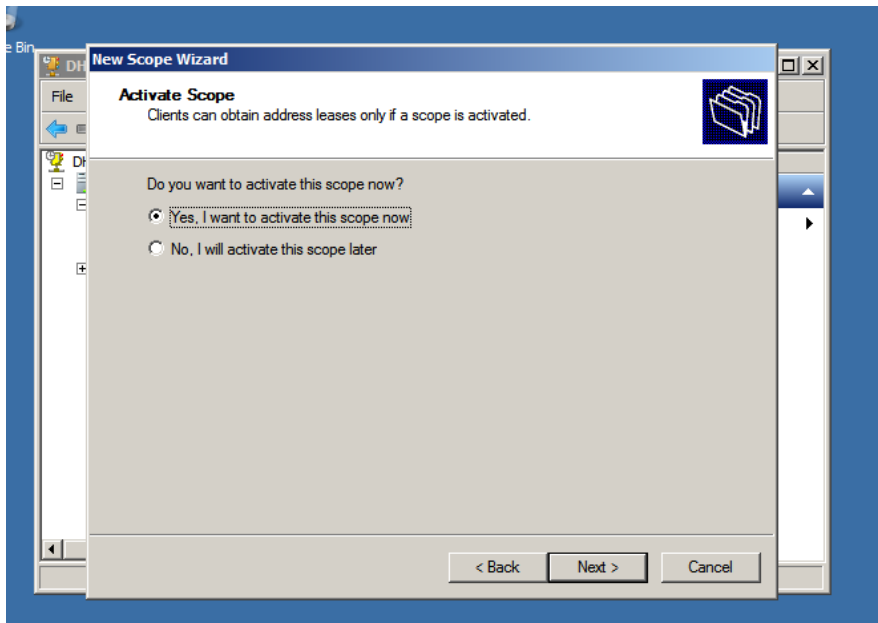 e Bin
DH
New Scope Wizard
File
Activate Scope
Clients can obtain address leases only if a scope is activated.
DH
Do you want to activate this scope now?
Yes, I want to activate this scope now
No, I will activate this scope later
< Back
Next >
Cancel